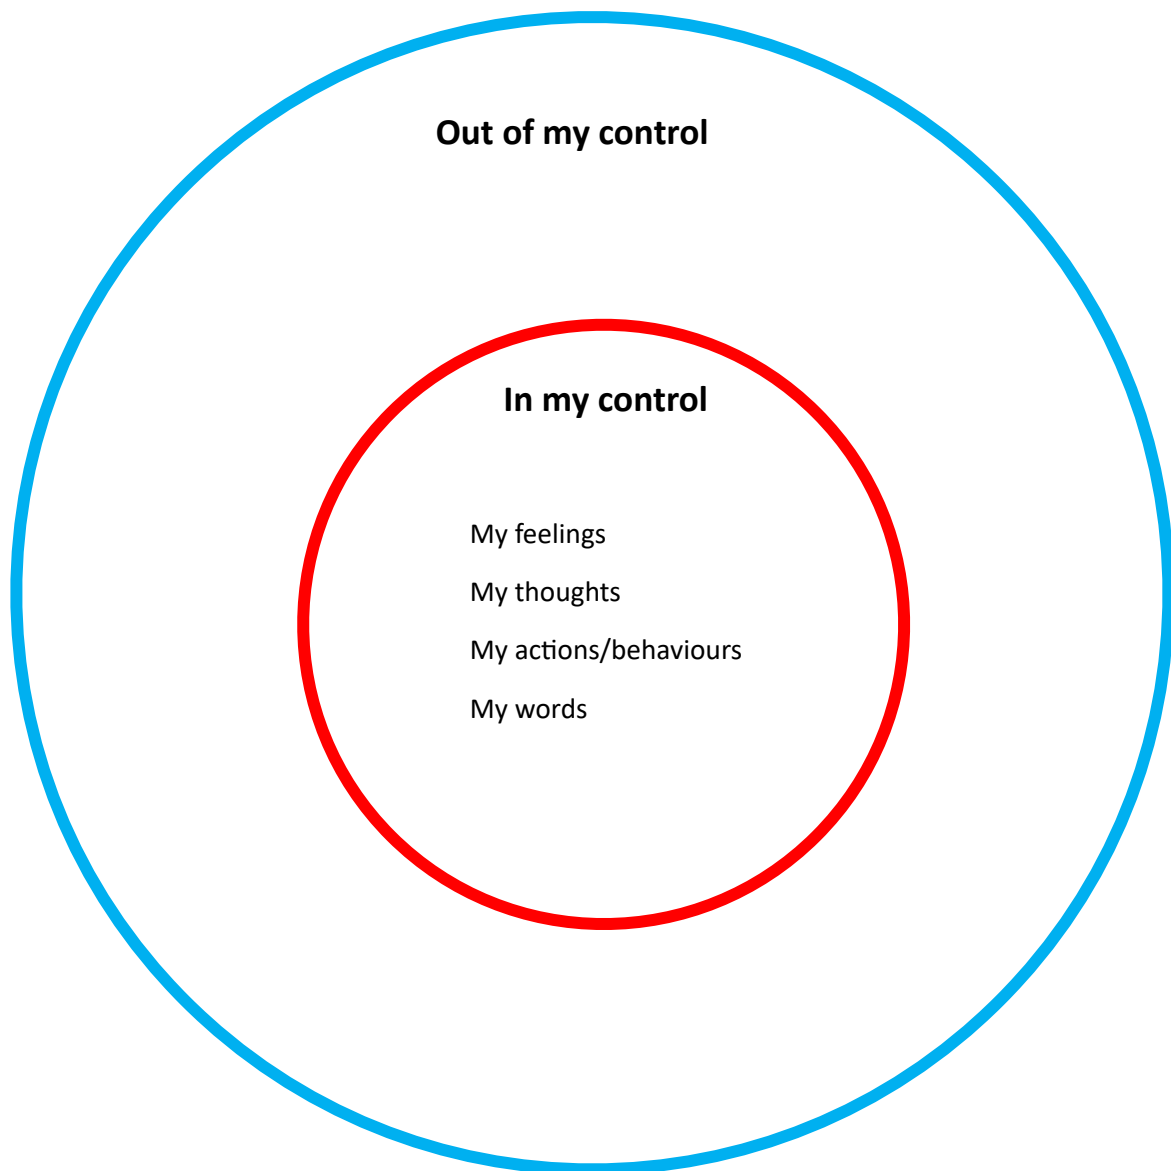 Out of my control
In my control
My feelings
My thoughts
My actions/behaviours
My words